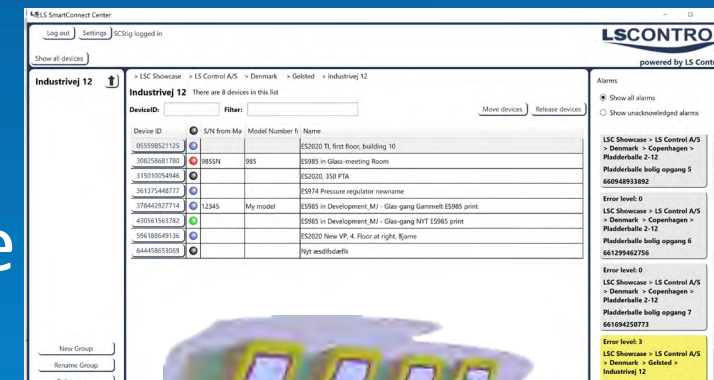 LS SmartConnect Center
Log out Settings SCStig logged in
LSCONTRO
powered by LS Contr
Show all devices
Industrivej 12
> LSC Showcase > LS Control A/S > Denmark > Gelsted > Industrivej 12
Industrivej 12 There are 8 devices in this list
DeviceID: Filter: Move devices Release devices
Device ID S/N from Ma Model Number fi Name
055598521125 ES2020 TI, first floor, building 10
308258681780 985SN 985 ES985 in Glass-meeting Room
315010054946 ES2020, 350 PTA
361375448777 ES974 Pressure regulator newname
378442927714 12345 My model ES985 in Development_MJ - Glas-gang Gammelt ES985 print
430561563782 ES985 in Development_MJ - Glas-gang NYT ES985 print
596188649136 ES2020 New VP, 4. Floor at right, Bjarne
644458653069 Nyt æsdlfsdæflk
New Group
Rename Group
Alarms
Show all alarms
Show unacknowledged alarms
LSC Showcase > LS Control A/S
> Denmark > Copenhagen >
Pladderballe 2-12
Pladderballe bolig opgang 5
660948933892
Error level: 0
LSC Showcase > LS Control A/S
> Denmark > Copenhagen >
Pladderballe 2-12
Pladderballe bolig opgang 6
661299462756
Error level: 0
LSC Showcase > LS Control A/S
> Denmark > Copenhagen >
Pladderballe 2-12
Pladderballe bolig opgang 7
661694250773
Error level: 3
LSC Showcase > LS Control A/S
> Denmark > Gelsted >
Industrivej 12
e